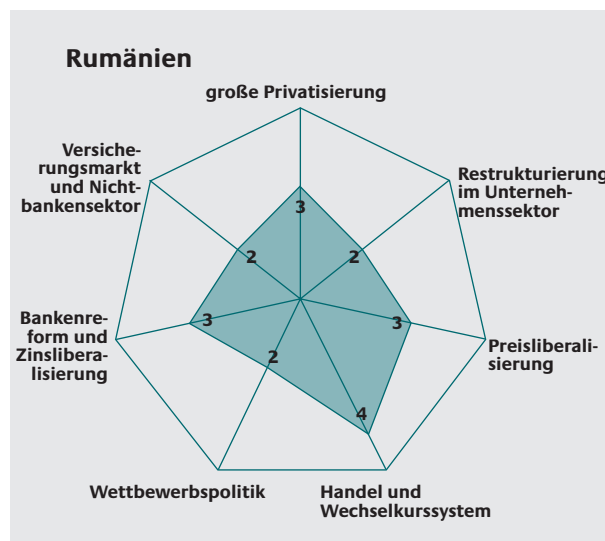 Rumänien
große Privatisierung
Versiche-
rungsmarkt
und Nicht-
bankensektor
Restrukturierung
im Unterneh-
menssektor
3
2
2
Bankenre-
form und
Zinslibera-
lisierung
3
3
Preisliberali-
sierung
2
4
Wettbewerbspolitik
Handel und
Wechselkurssystem